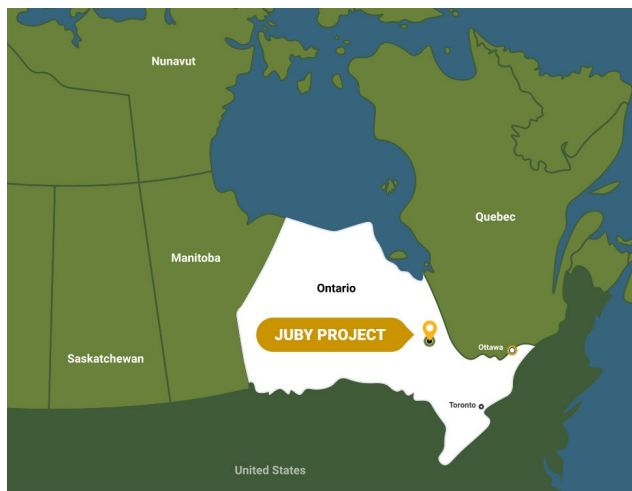 Nunavut
Quebec
Manitoba
Ontario
JUBY PROJECT
Ottawa
Saskatchewan
Toronto
United States